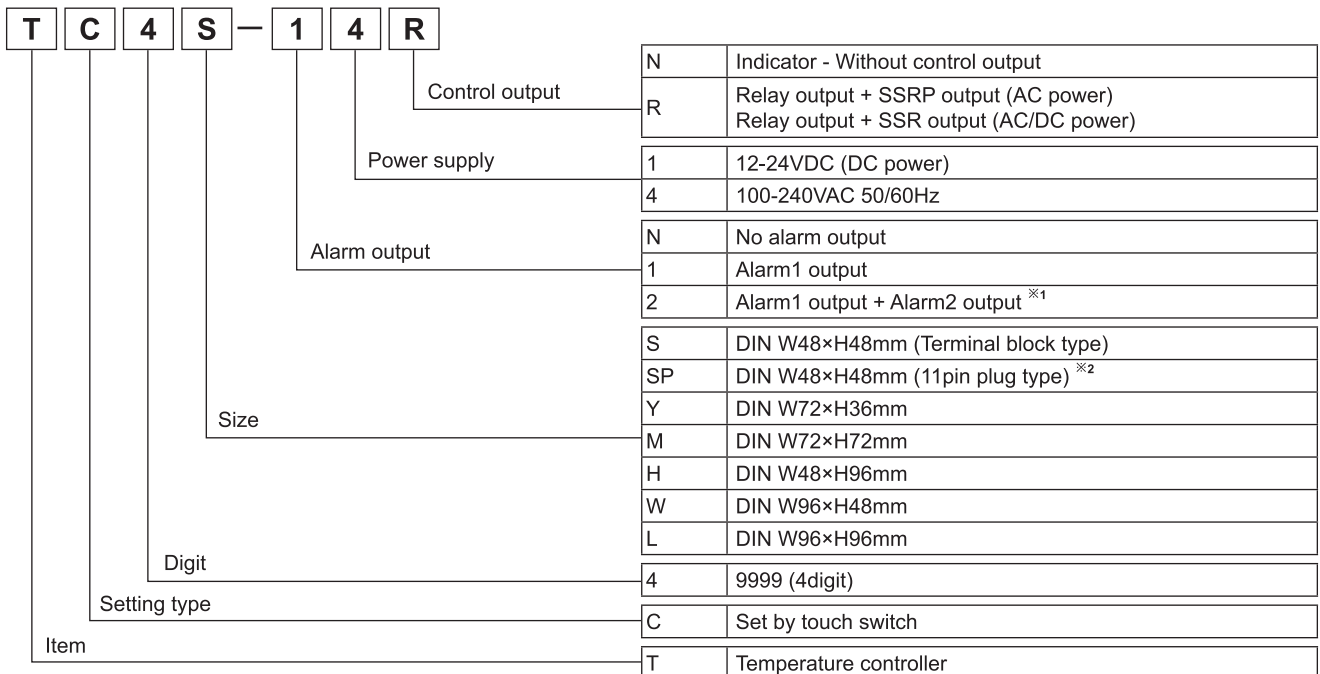 T C 4 S - 1 4 R
Control output
N Indicator - Without control output
R Relay output + SSRP output (AC power)
Relay output + SSR output (AC/DC power)
Power supply
1 12-24VDC (DC power)
4 100-240VAC 50/60Hz
Alarm output
N No alarm output
1 Alarm1 output
2 Alarm1 output + Alarm2 output ※1
Size
S DIN W48×H48mm (Terminal block type)
SP DIN W48×H48mm (11pin plug type) ※2
Y DIN W72×H36mm
M DIN W72×H72mm
H DIN W48×H96mm
W DIN W96×H48mm
L DIN W96×H96mm
Digit
4 9999 (4digit)
Setting type
C Set by touch switch
Item
T Temperature controller